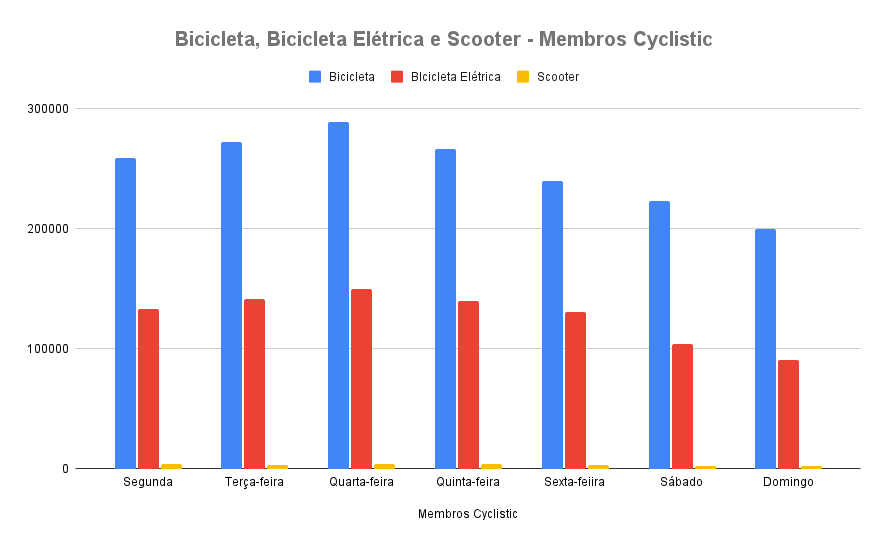 Bicicleta, Bicicleta Elétrica e Scooter - Membros Cyclistic
Bicicleta BIcicleta Elétrica Scooter
300000
200000
100000
0
Segunda Terça-feira Quarta-feira Quinta-feira Sexta-feiira Sábado Domingo
Membros Cyclistic